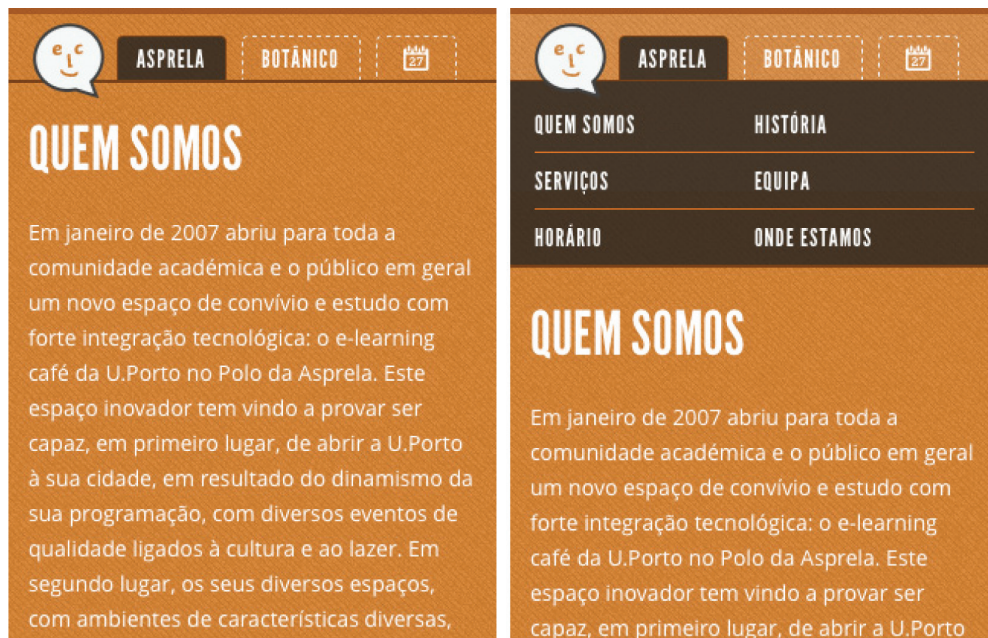 e c
ASPRELA
BOTÂNICO
27
QUEM SOMOS
Em janeiro de 2007 abriu para toda a
comunidade académica e o público em geral
um novo espaço de convívio e estudo com
forte integração tecnológica: o e-learning
café da U.Porto no Polo da Asprela. Este
espaço inovador tem vindo a provar ser
capaz, em primeiro lugar, de abrir a U.Porto
à sua cidade, em resultado do dinamismo da
sua programação, com diversos eventos de
qualidade ligados à cultura e ao lazer. Em
segundo lugar, os seus diversos espaços,
com ambientes de características diversas,
e c
ASPRELA
BOTÂNICO
27
QUEM SOMOS
HISTÓRIA
SERVIÇOS
EQUIPA
HORÁRIO
ONDE ESTAMOS
QUEM SOMOS
Em janeiro de 2007 abriu para toda a
comunidade académica e o público em geral
um novo espaço de convívio e estudo com
forte integração tecnológica: o e-learning
café da U.Porto no Polo da Asprela. Este
espaço inovador tem vindo a provar ser
capaz, em primeiro lugar, de abrir a U.Porto